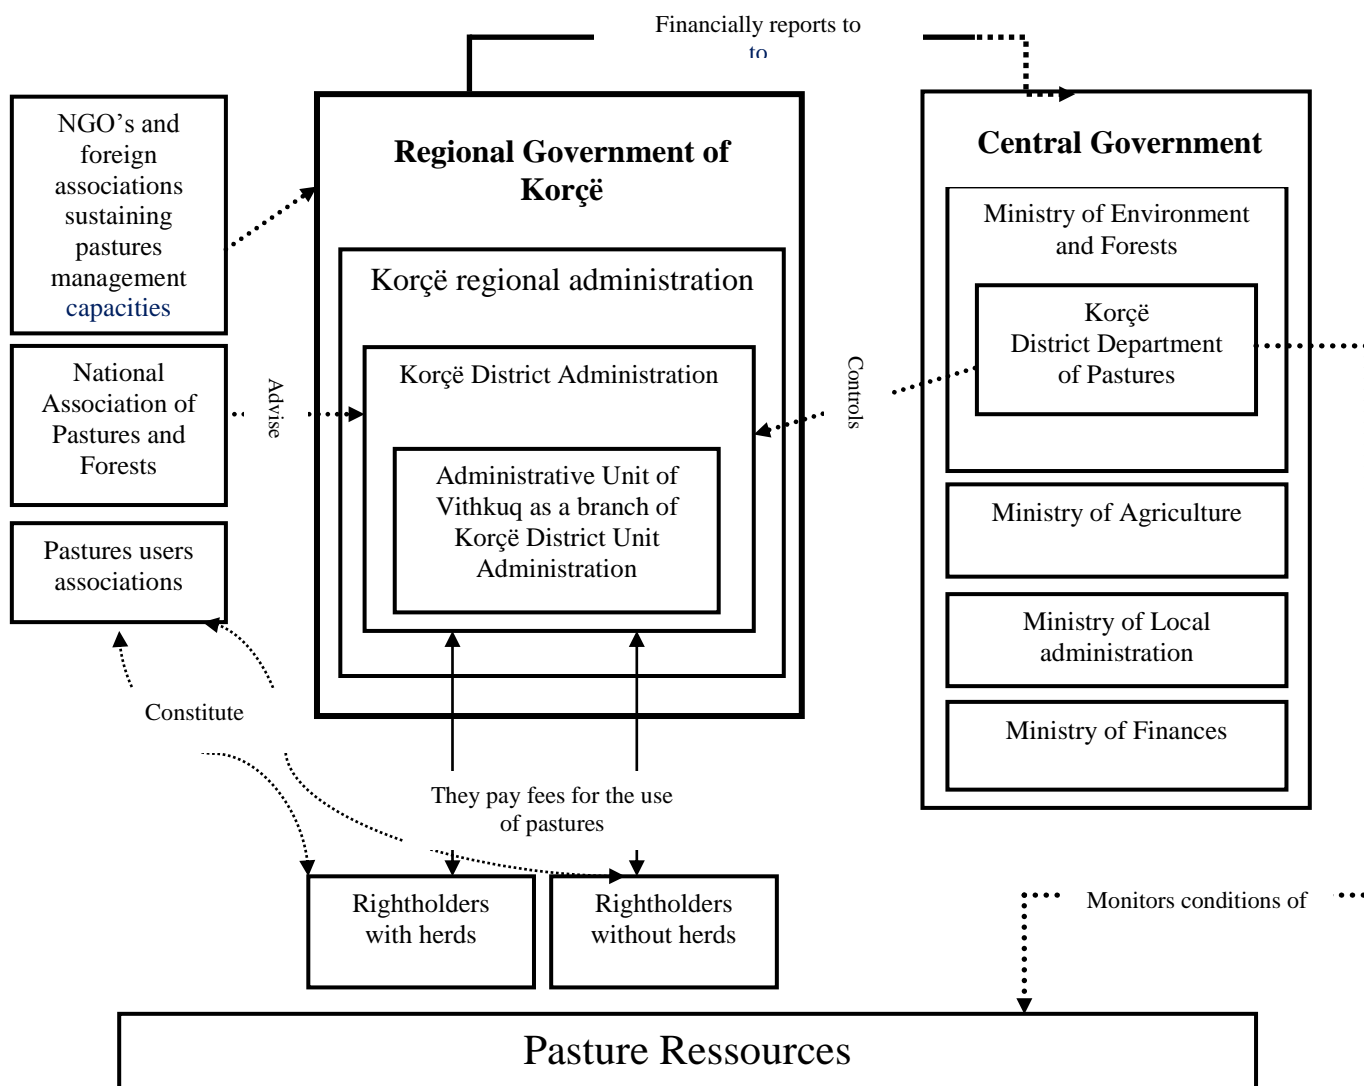 Financially reports to
to
NGO's and
foreign
associations
sustaining
pastures
management
capacities
National
Association of
Pastures and
Forests
Pastures users
associations
Advise
Regional Government of
Korçë
Korçë regional administration
Korçë District Administration
Administrative Unit of
Vithkuq as a branch of
Korçë District Unit
Administration
Controls
Central Government
Ministry of Environment
and Forests
Korçë
District Department
of Pastures
Ministry of Agriculture
Ministry of Local
administration
Ministry of Finances
Constitute
They pay fees for the use
of pastures
Rightholders
with herds
Rightholders
without herds
Monitors conditions of
Pasture Ressources